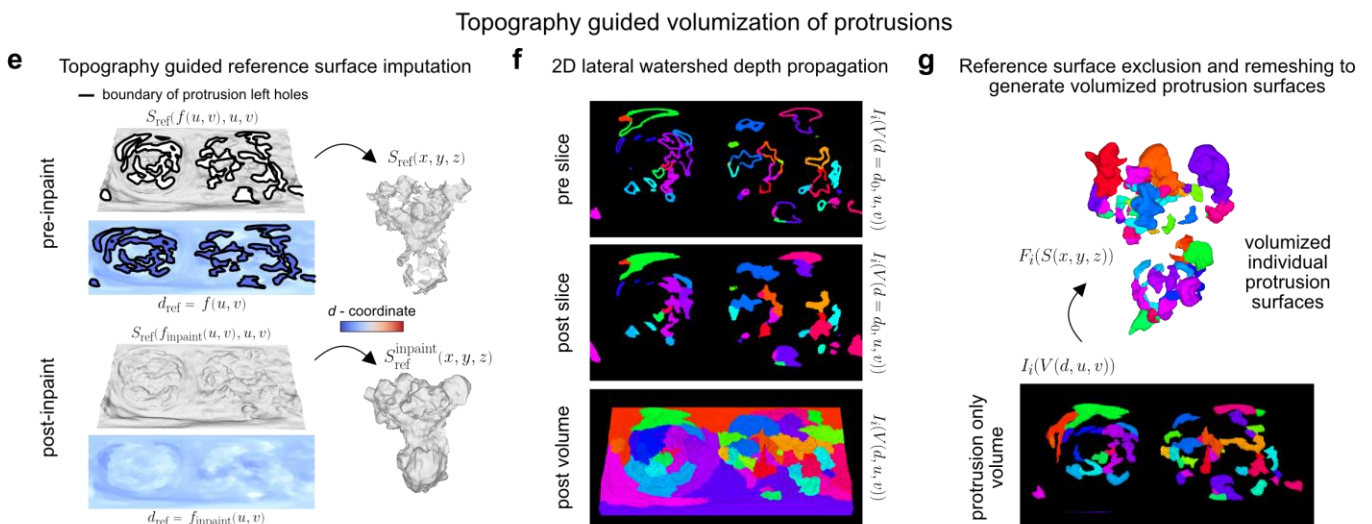 Topography guided volumization of protrusions
e
Topography guided reference surface imputation
boundary of protrusion left holes
S_ref(f(u, v), u, v)
pre-inpaint
S_ref(x, y, z)
d_ref = f(u, v)
d - coordinate
S_ref(f_inpaint(u, v), u, v)
post-inpaint
S_ref^inpaint(x, y, z)
d_ref = f_inpaint(u, v)
f
2D lateral watershed depth propagation
pre slice
I_i(V(d = d_0, u, v))
post slice
I_i(V(d = d_0, u, v))
post volume
I_i(V(d, u, v))
g
Reference surface exclusion and remeshing to
generate volumized protrusion surfaces
F_i(S(x, y, z))
volumized
individual
protrusion
surfaces
I_i(V(d, u, v))
protrusion only
volume